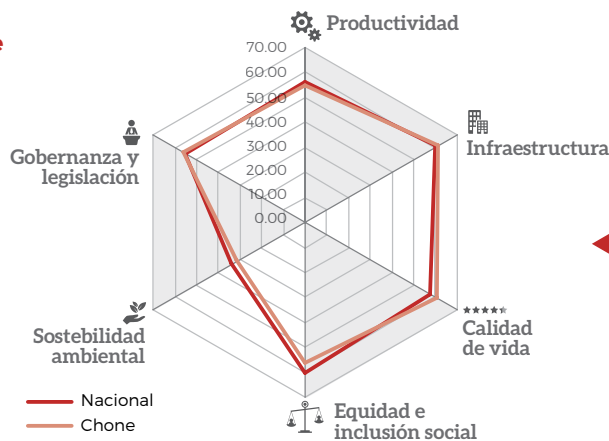 e
Productividad
70.00
60.00
50.00
40.00
30.00
20.00
10.00
0.00
Infraestructura
Calidad
de vida
Equidad e
inclusión social
Sostebilidad
ambiental
Gobernanza y
legislación
Nacional
Chone